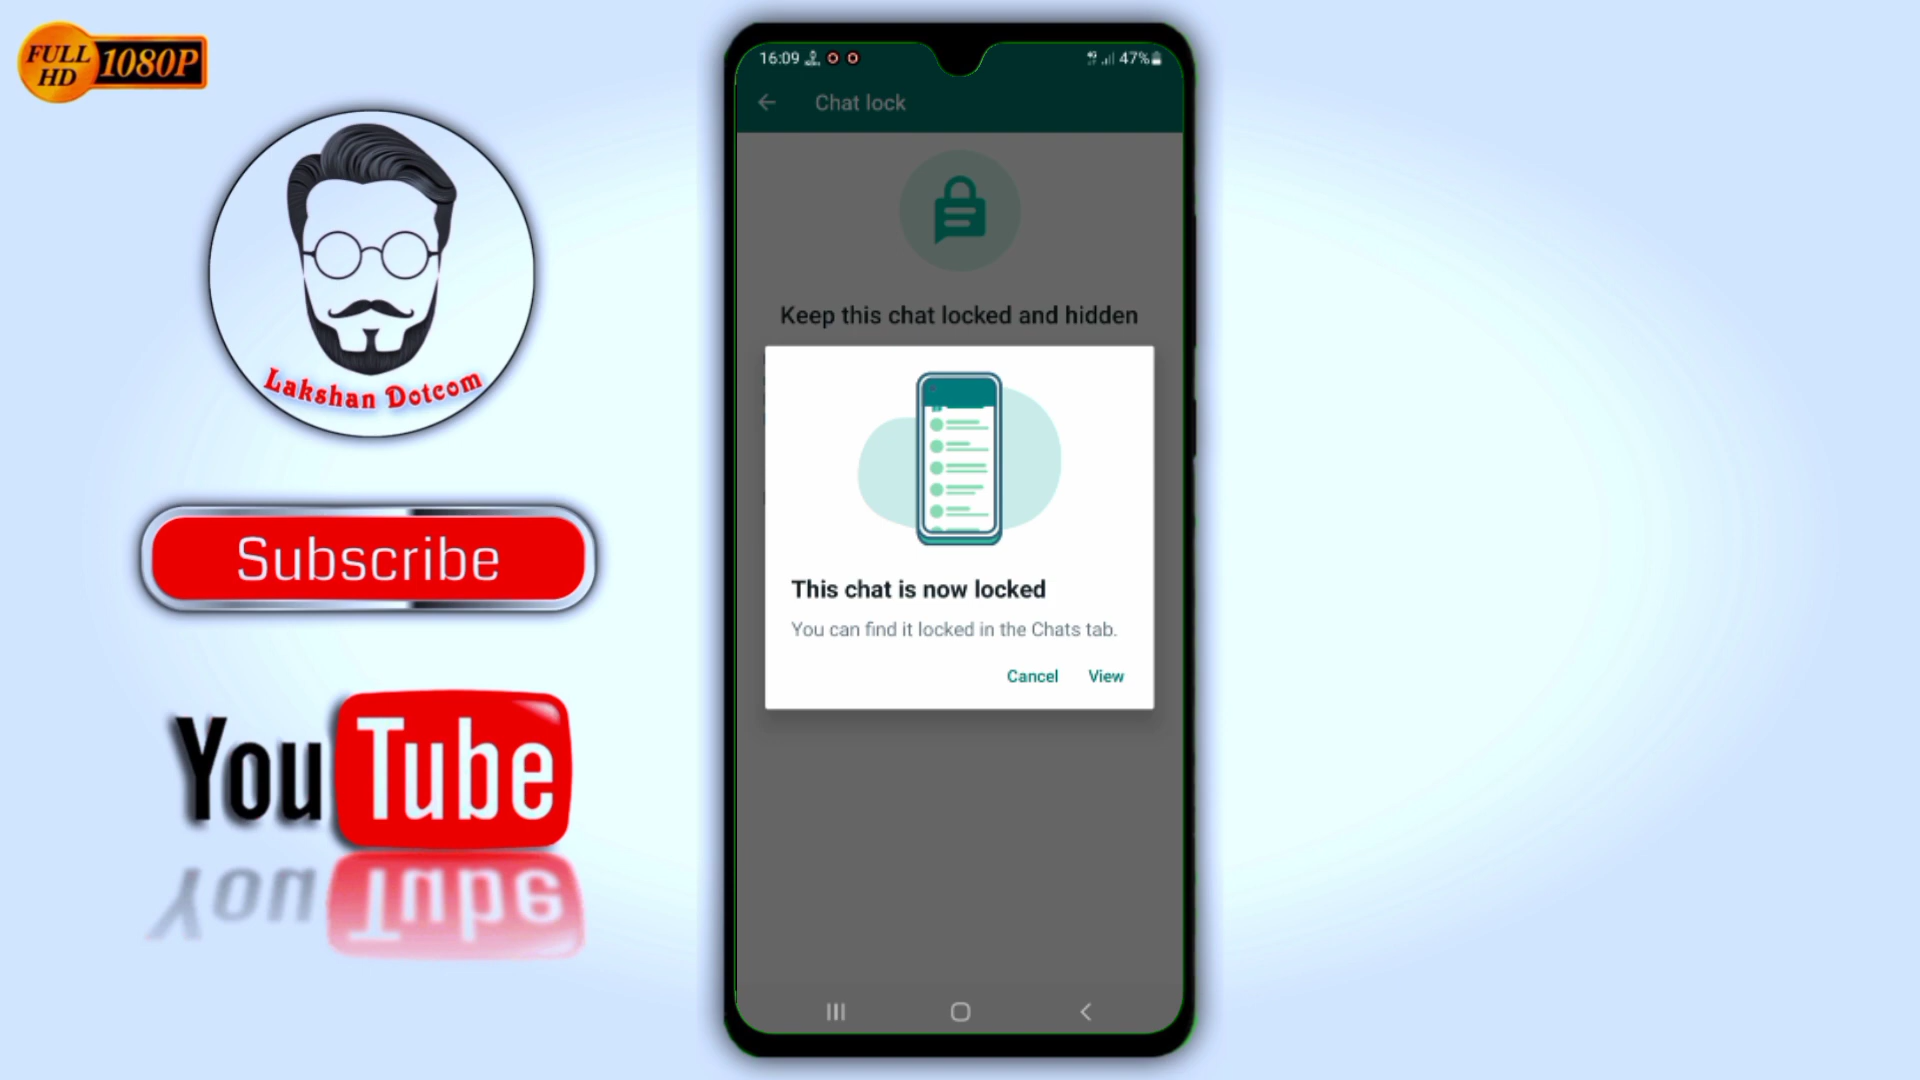 FULL
HD
1080P
Lakshan Dotcom
Subscribe
YouTube
16:09
47%
Chat lock
Keep this chat locked and hidden
This chat is now locked
You can find it locked in the Chats tab.
Cancel
View